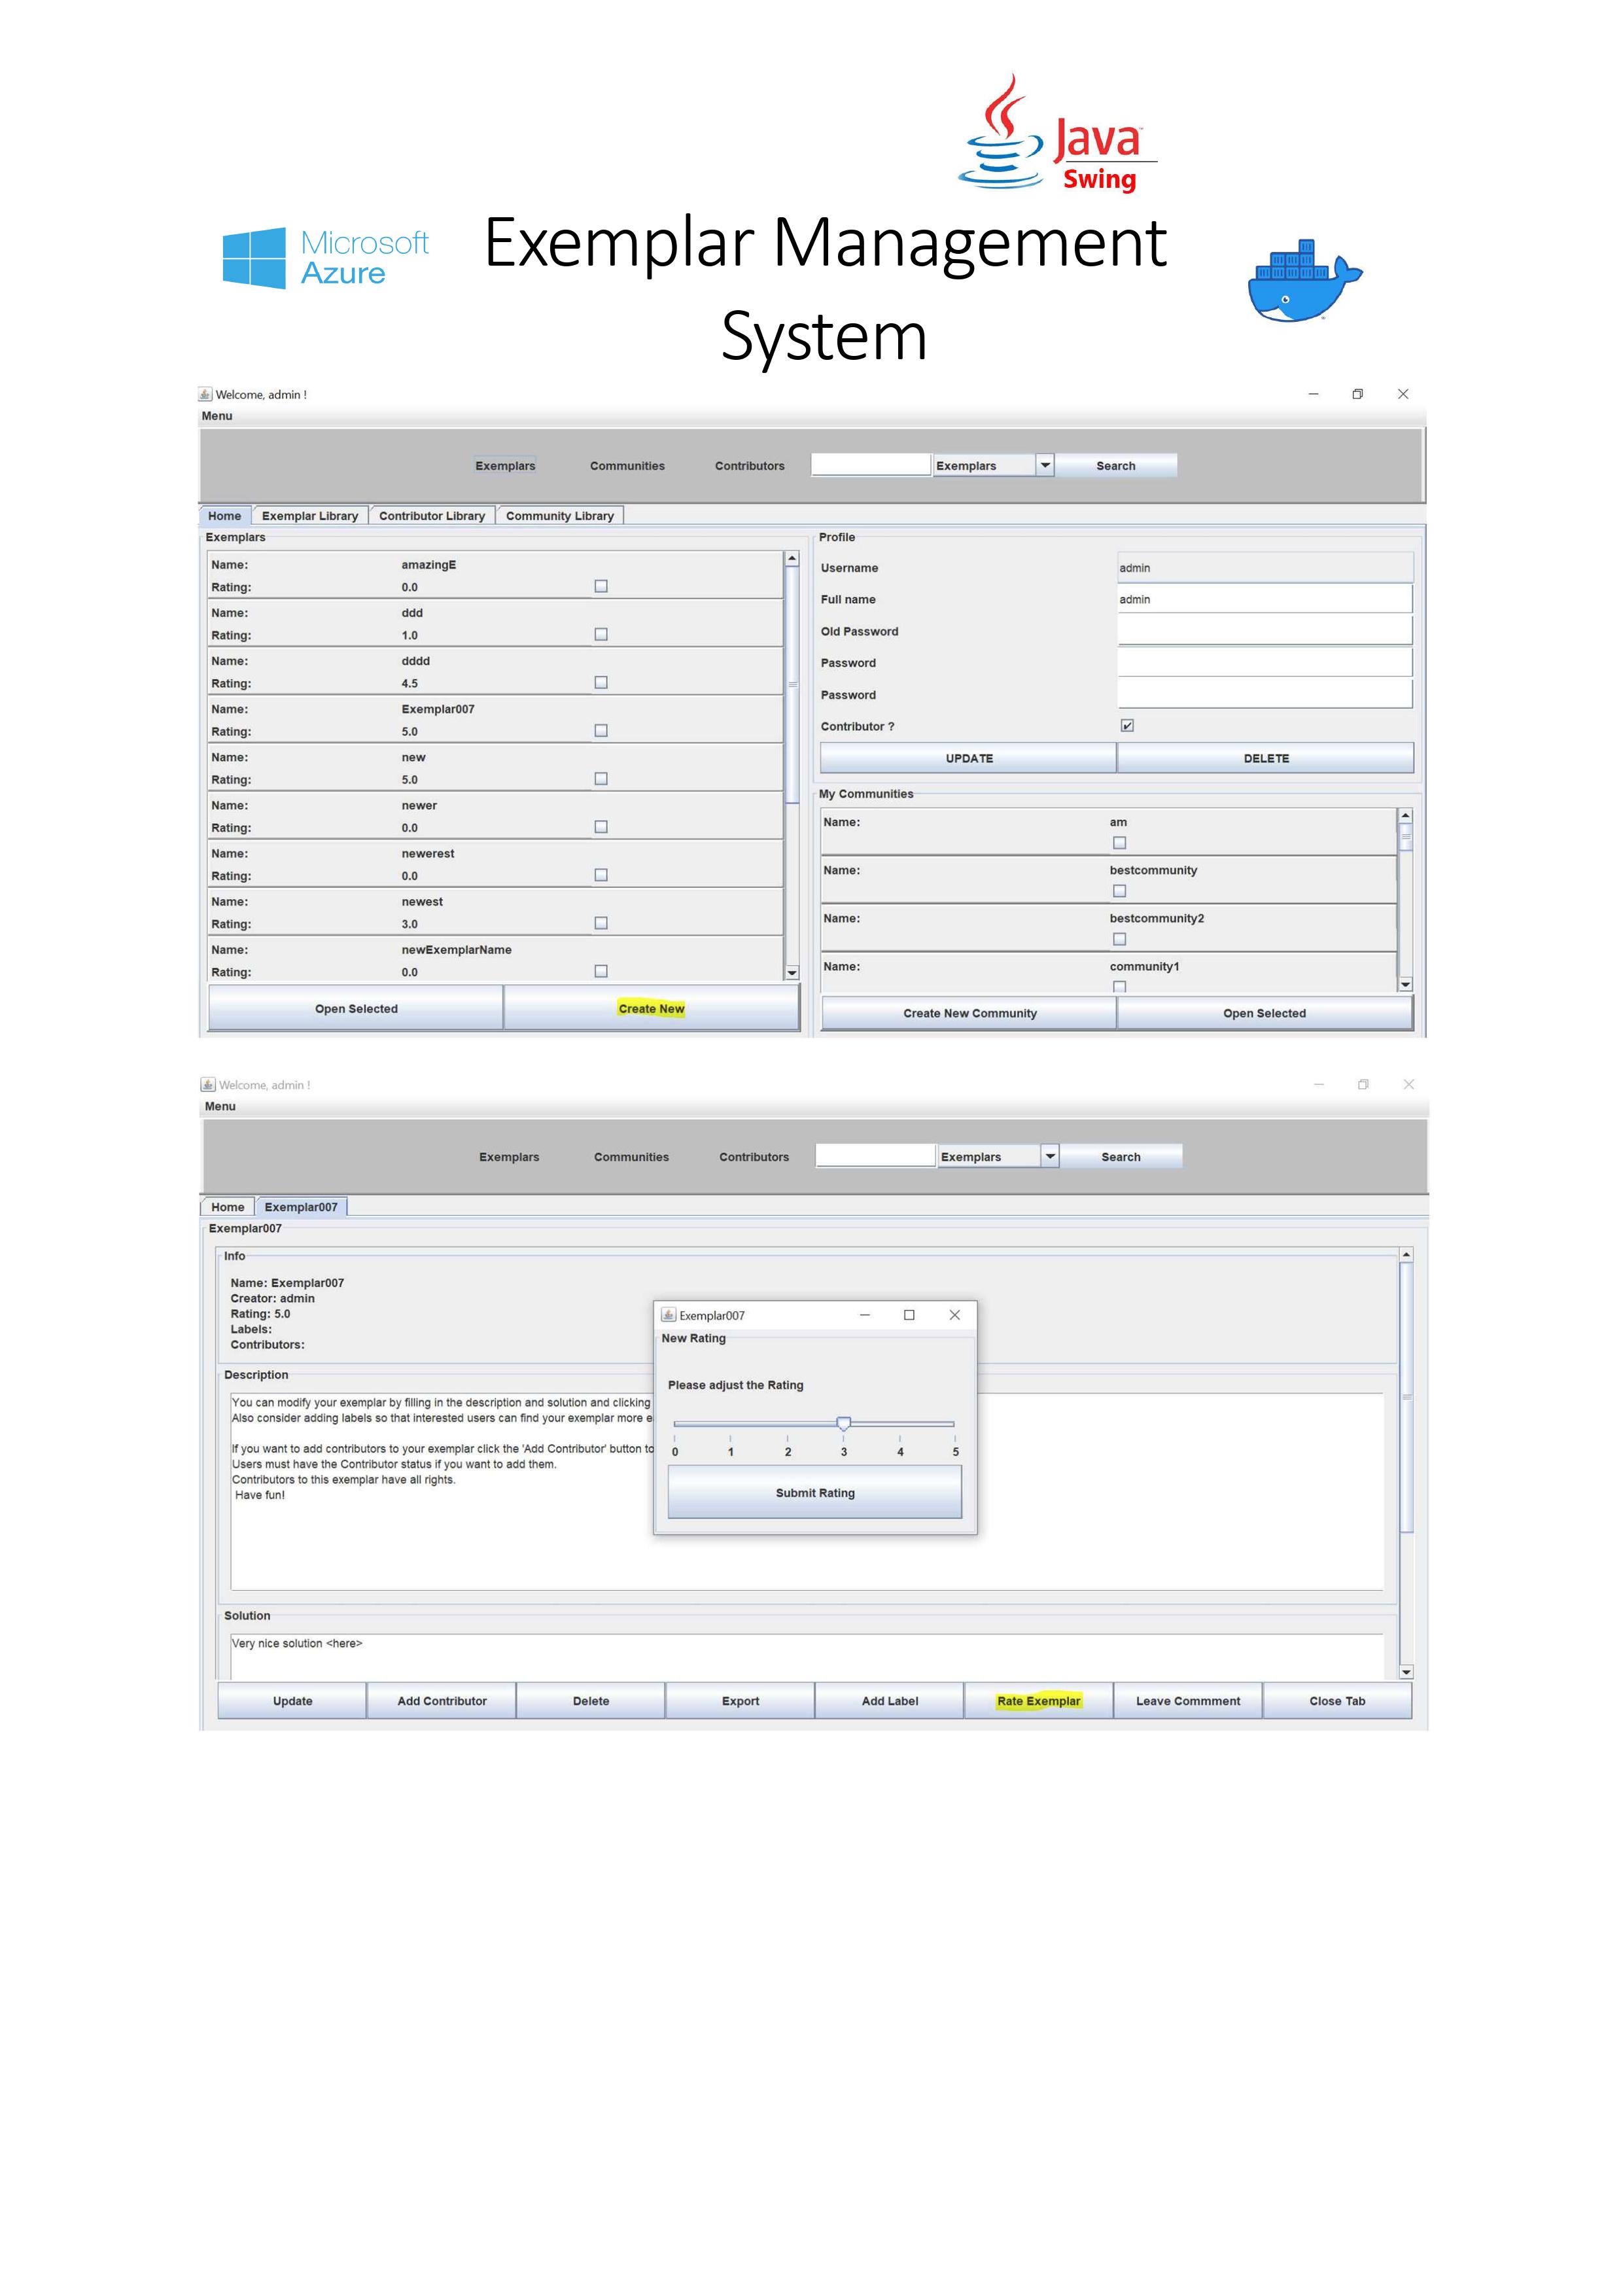 Java
Swing
Microsoft
Azure
Exemplar Management
System
Welcome, admin !
Menu
Exemplars Communities Contributors Exemplars Search
Home Exemplar Library Contributor Library Community Library
Exemplars
Name: amazingE
Rating: 0.0
Name: ddd
Rating: 1.0
Name: dddd
Rating: 4.5
Name: Exemplar007
Rating: 5.0
Name: new
Rating: 5.0
Name: newer
Rating: 0.0
Name: newerest
Rating: 0.0
Name: newest
Rating: 3.0
Name: newExemplarName
Rating: 0.0
Open Selected Create New
Profile
Username admin
Full name admin
Old Password
Password
Password
Contributor ?
UPDATE DELETE
My Communities
Name: am
Name: bestcommunity
Name: bestcommunity2
Name: community1
Create New Community Open Selected
Welcome, admin !
Menu
Exemplars Communities Contributors Exemplars Search
Home Exemplar007
Exemplar007
Info
Name: Exemplar007
Creator: admin
Rating: 5.0
Labels:
Contributors:
Description
You can modify your exemplar by filling in the description and solution and clicking
Also consider adding labels so that interested users can find your exemplar more e
If you want to add contributors to your exemplar click the 'Add Contributor' button to
Users must have the Contributor status if you want to add them.
Contributors to this exemplar have all rights.
Have fun!
Exemplar007
New Rating
Please adjust the Rating
0 1 2 3 4 5
Submit Rating
Solution
Very nice solution <here>
Update Add Contributor Delete Export Add Label Rate Exemplar Leave Commment Close Tab